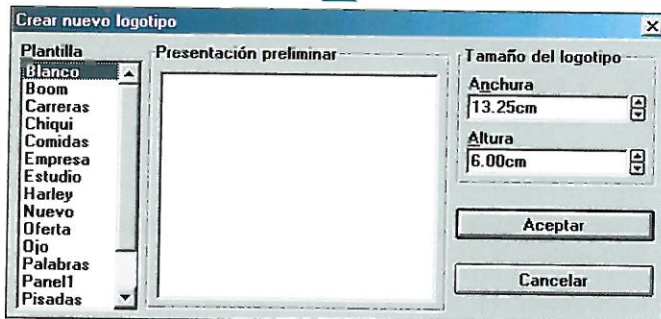 Crear nuevo logotipo
Plantilla
Blanco
Boom
Carreras
Chiqui
Comidas
Empresa
Estudio
Harley
Nuevo
Oferta
Ojo
Palabras
Panel1
Pisadas
Presentación preliminar
Tamaño del logotipo
Anchura
13.25cm
Altura
6.00cm
Aceptar
Cancelar